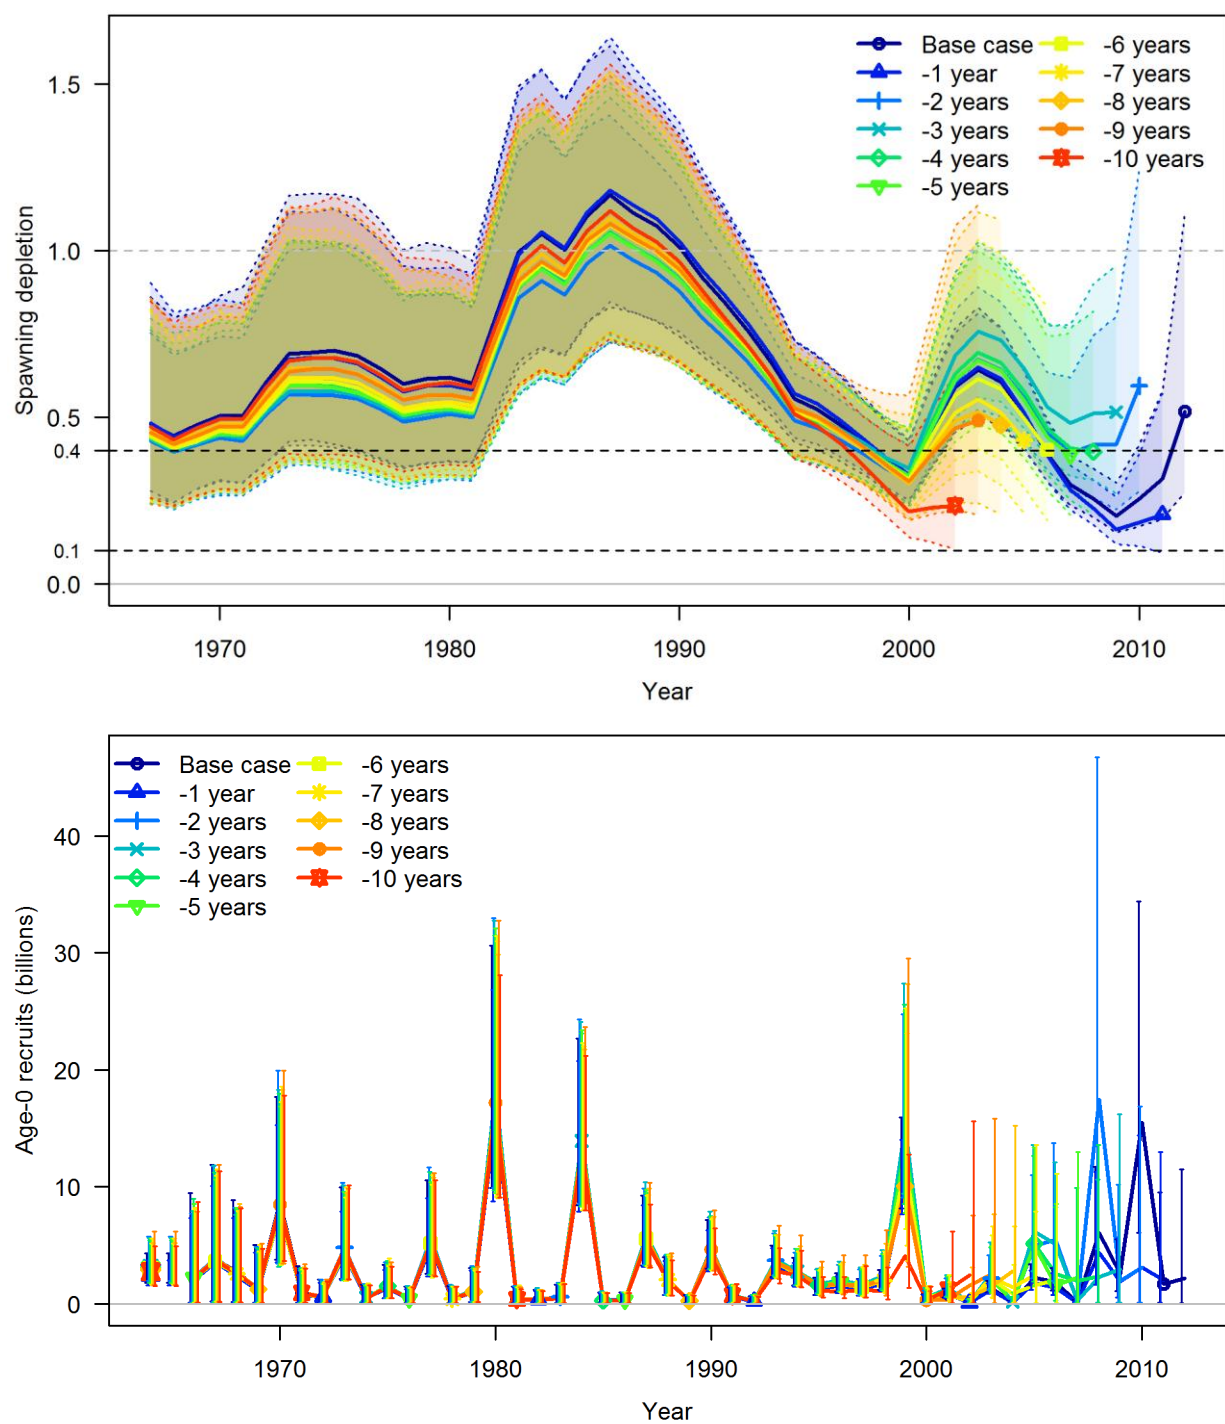 Spawning depletion
1.5
1.0
0.5
0.4
0.1
0.0
Base case
-1 year
-2 years
-3 years
-4 years
-5 years
-6 years
-7 years
-8 years
-9 years
-10 years
1970 1980 1990 2000 2010
Year
Age-0 recruits (billions)
40
30
20
10
0
Base case
-1 year
-2 years
-3 years
-4 years
-5 years
-6 years
-7 years
-8 years
-9 years
-10 years
1970 1980 1990 2000 2010
Year